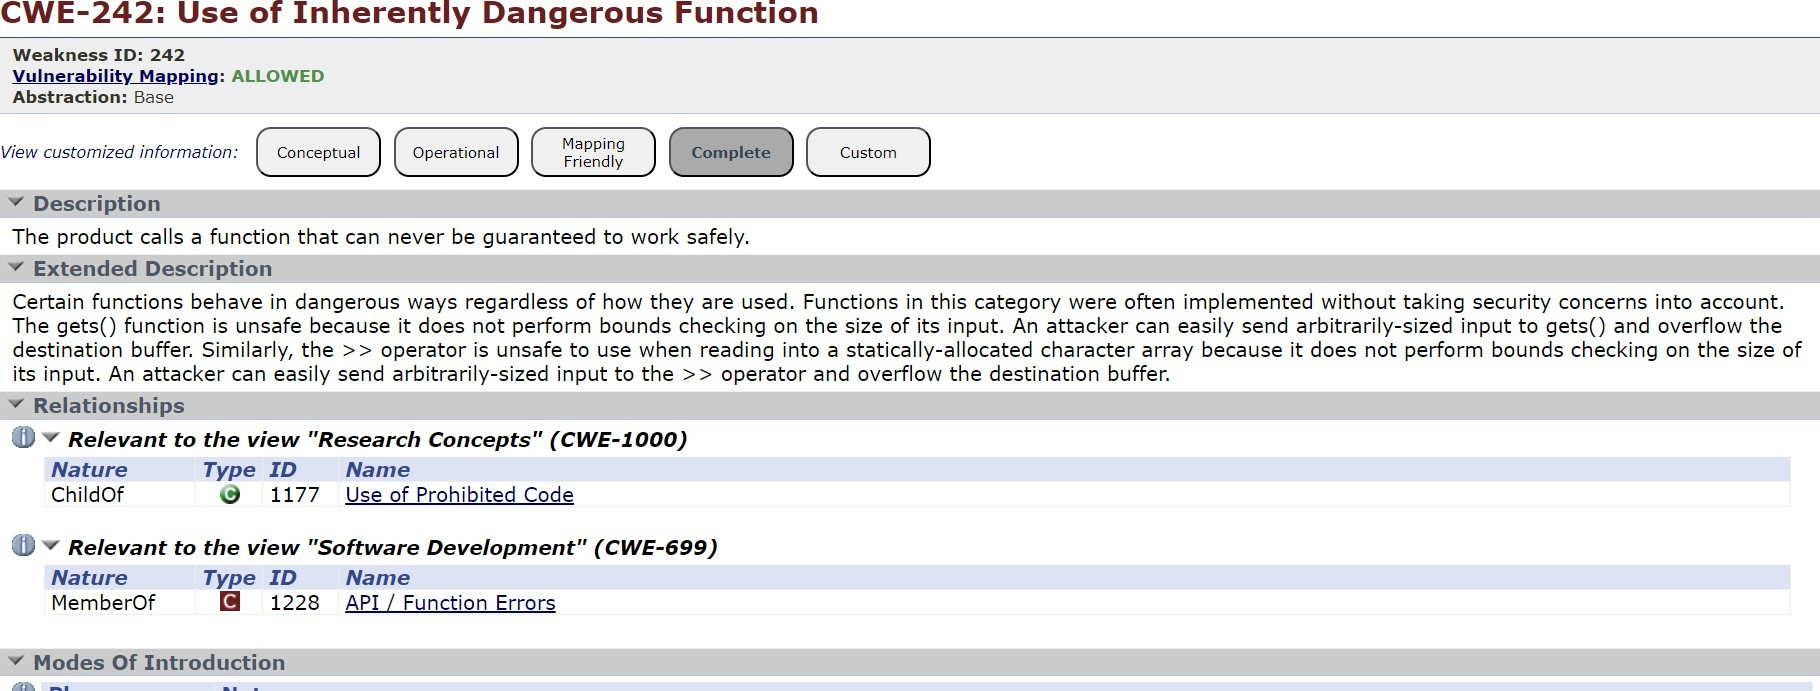 CWE-242: Use of Inherently Dangerous Function
Weakness ID: 242
Vulnerability Mapping: ALLOWED
Abstraction: Base
View customized information:
Conceptual
Operational
Mapping
Friendly
Complete
Custom
Description
The product calls a function that can never be guaranteed to work safely.
Extended Description
Certain functions behave in dangerous ways regardless of how they are used. Functions in this category were often implemented without taking security concerns into account.
The gets() function is unsafe because it does not perform bounds checking on the size of its input. An attacker can easily send arbitrarily-sized input to gets() and overflow the
destination buffer. Similarly, the >> operator is unsafe to use when reading into a statically-allocated character array because it does not perform bounds checking on the size of
its input. An attacker can easily send arbitrarily-sized input to the >> operator and overflow the destination buffer.
Relationships
Relevant to the view "Research Concepts" (CWE-1000)
Nature Type ID Name
ChildOf C 1177 Use of Prohibited Code
Relevant to the view "Software Development" (CWE-699)
Nature Type ID Name
MemberOf C 1228 API / Function Errors
Modes Of Introduction